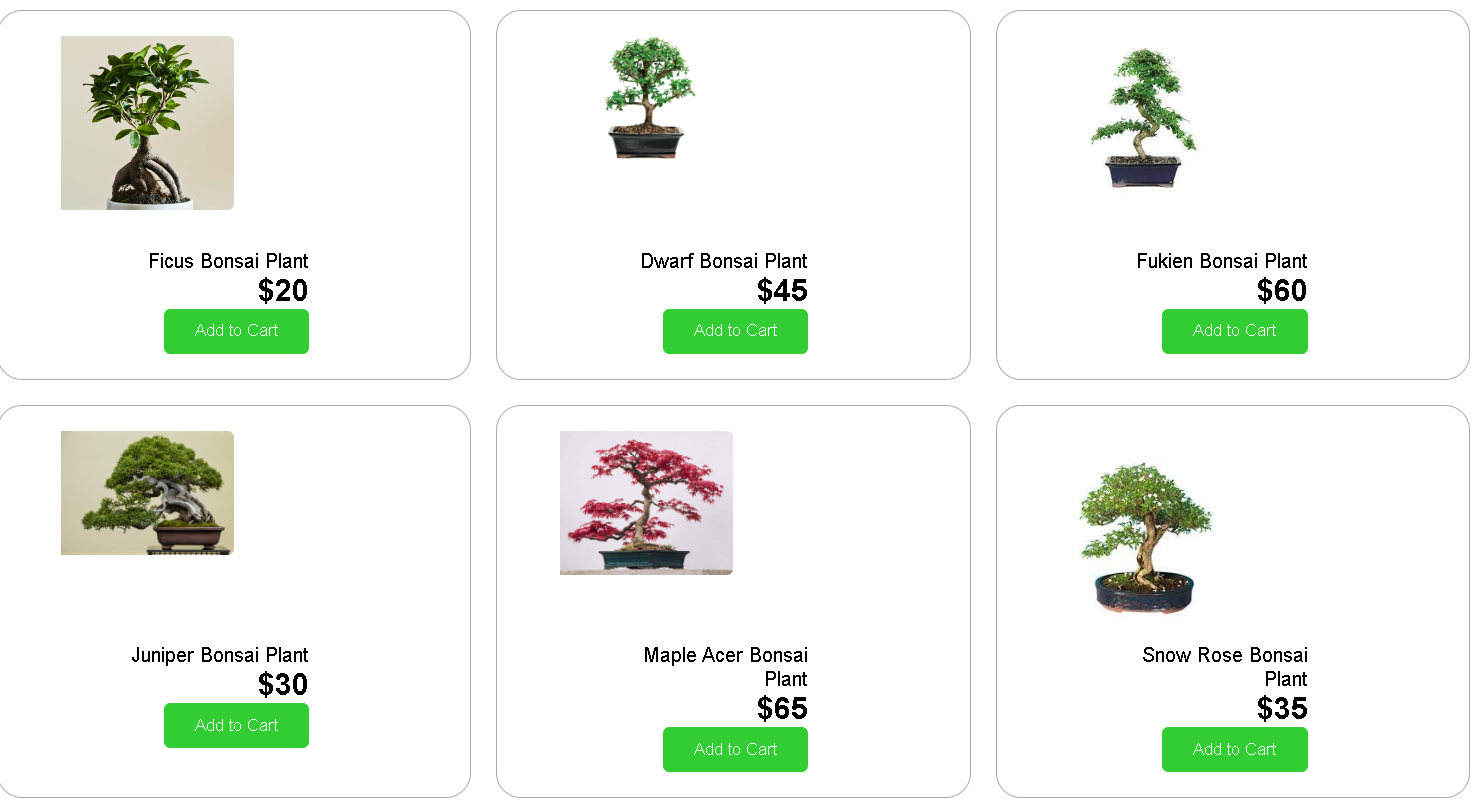 Ficus Bonsai Plant
$20
Add to Cart
Dwarf Bonsai Plant
$45
Add to Cart
Fukien Bonsai Plant
$60
Add to Cart
Juniper Bonsai Plant
$30
Add to Cart
Maple Acer Bonsai
Plant
$65
Add to Cart
Snow Rose Bonsai
Plant
$35
Add to Cart